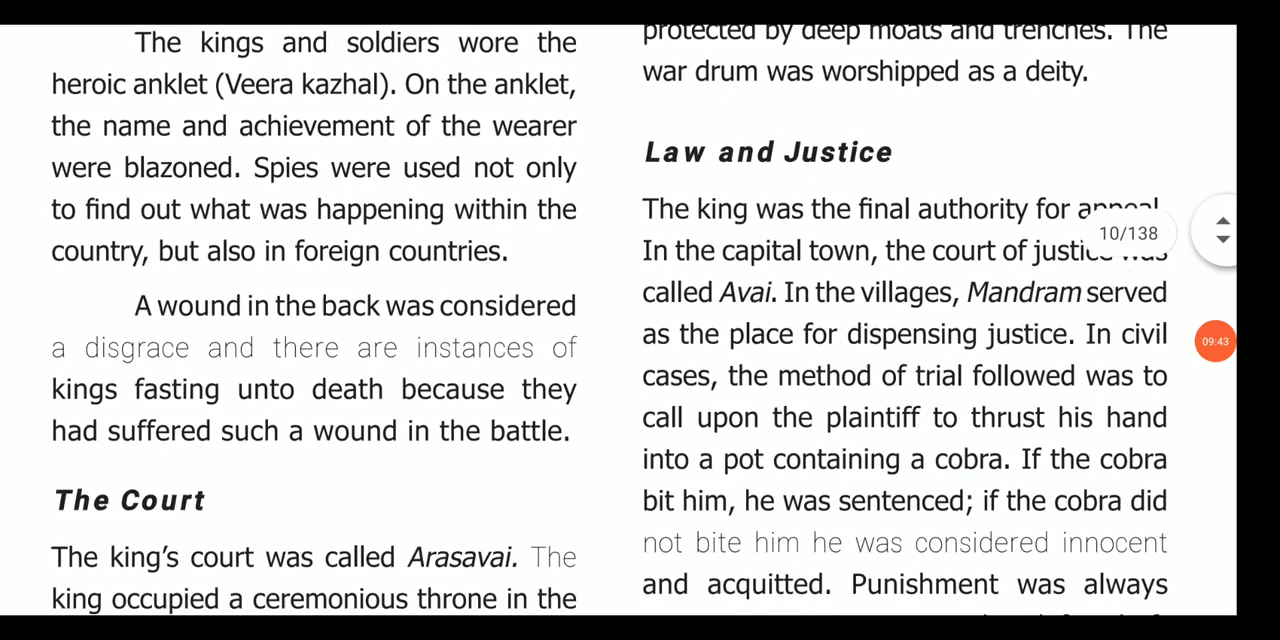 The kings and soldiers wore the
heroic anklet (Veera kazhal). On the anklet,
the name and achievement of the wearer
were blazoned. Spies were used not only
to find out what was happening within the
country, but also in foreign countries.
A wound in the back was considered
a disgrace and there are instances of
kings fasting unto death because they
had suffered such a wound in the battle.
The Court
The king's court was called Arasavai. The
king occupied a ceremonious throne in the
protected by deep moats and trenches. The
war drum was worshipped as a deity.
Law and Justice
The king was the final authority for appeal.
In the capital town, the court of justice was
called Avai. In the villages, Mandram served
as the place for dispensing justice. In civil
cases, the method of trial followed was to
call upon the plaintiff to thrust his hand
into a pot containing a cobra. If the cobra
bit him, he was sentenced; if the cobra did
not bite him he was considered innocent
and acquitted. Punishment was always
10/138
09:43